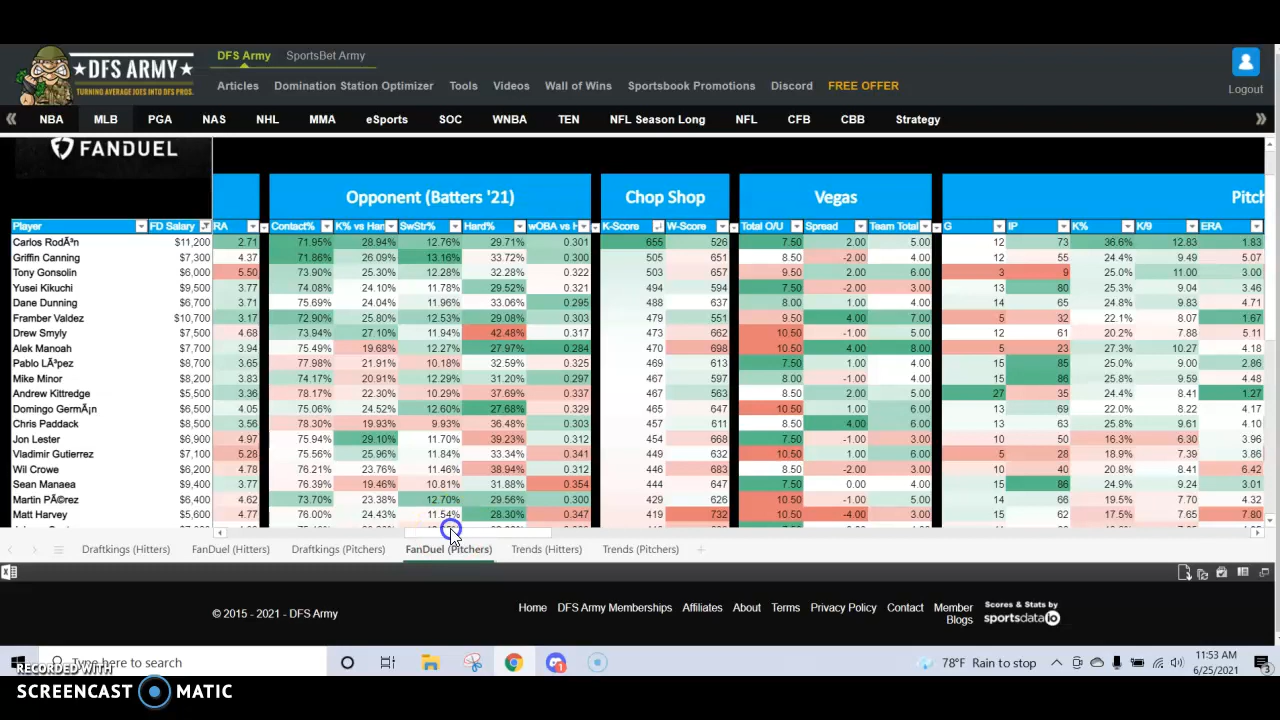 DFS Army SportsBet Army
★DFS ARMY★
TURNING AVERAGE JOES INTO DFS PROS.
Articles Domination Station Optimizer Tools Videos Wall of Wins Sportsbook Promotions Discord FREE OFFER
Logout
« NBA MLB PGA NAS NHL MMA eSports SOC WNBA TEN NFL Season Long NFL CFB CBB Strategy »
FANDUEL
Opponent (Batters '21) Chop Shop Vegas Pitch
Player FD Salary RA Contact% K% vs Han SwStr% Hard% wOBA vs H K-Score W-Score Total O/U Spread Team Total G IP K% K/9 ERA
Carlos RodÃ³n $11,200 2.71 71.95% 28.94% 12.76% 29.71% 0.301 655 526 7.50 2.00 5.00 12 73 36.6% 12.83 1.83
Griffin Canning $7,300 4.37 71.86% 26.09% 13.16% 33.72% 0.300 505 651 8.50 -2.00 4.00 12 55 24.4% 9.49 5.07
Tony Gonsolin $6,000 5.50 73.90% 25.30% 12.28% 32.28% 0.322 503 657 9.50 2.00 6.00 3 9 25.0% 11.00 3.00
Yusei Kikuchi $9,500 3.77 74.08% 24.10% 11.78% 29.52% 0.321 494 594 7.50 -2.00 3.00 13 80 25.3% 9.04 3.46
Dane Dunning $6,700 3.71 75.69% 24.04% 11.96% 33.06% 0.295 488 637 8.00 1.00 4.00 14 65 24.8% 9.83 4.71
Framber Valdez $10,700 3.17 72.90% 25.80% 12.53% 29.08% 0.303 479 551 9.50 4.00 7.00 5 32 22.1% 8.07 1.67
Drew Smyly $7,500 4.68 73.94% 27.10% 11.94% 42.48% 0.317 473 662 10.50 -1.00 4.00 12 61 20.2% 7.88 5.11
Alek Manoah $7,700 3.94 75.49% 19.68% 12.27% 27.97% 0.284 470 698 10.50 4.00 8.00 5 23 27.3% 10.27 4.18
Pablo LÃ³pez $8,700 3.65 77.98% 21.91% 10.18% 32.59% 0.325 469 613 7.50 1.00 4.00 15 85 25.0% 9.00 2.86
Mike Minor $8,200 3.83 74.17% 20.91% 12.29% 31.20% 0.297 467 597 8.00 -1.00 4.00 15 86 25.8% 9.59 4.48
Andrew Kittredge $5,500 3.36 78.17% 22.30% 10.29% 37.69% 0.337 467 563 8.50 2.00 5.00 27 35 24.4% 8.41 1.27
Domingo GermÃ¡n $6,500 4.05 75.06% 24.52% 12.60% 27.68% 0.329 465 647 10.50 1.00 6.00 13 69 22.0% 8.22 4.17
Chris Paddack $8,500 3.56 78.30% 19.93% 9.93% 36.48% 0.303 457 611 8.50 4.00 6.00 13 63 25.8% 9.61 4.10
Jon Lester $6,900 4.97 75.94% 29.10% 11.70% 39.23% 0.312 454 668 7.50 -1.00 3.00 10 50 16.3% 6.30 3.96
Vladimir Gutierrez $7,100 5.28 75.56% 25.96% 11.84% 33.34% 0.341 449 632 10.50 1.00 6.00 5 28 18.9% 7.39 3.86
Wil Crowe $6,200 4.78 76.21% 23.76% 11.46% 38.94% 0.312 446 683 8.50 -2.00 3.00 10 40 20.8% 8.41 6.42
Sean Manaea $9,400 3.77 76.39% 19.46% 10.81% 31.88% 0.354 444 647 7.50 0.00 4.00 15 86 24.9% 9.24 3.01
Martin PÃ©rez $6,400 4.62 73.70% 23.38% 12.70% 29.56% 0.300 429 626 10.50 -1.00 5.00 14 66 19.5% 7.70 4.32
Matt Harvey $5,600 4.77 76.00% 24.43% 11.54% 28.30% 0.347 416 732 10.50 -4.00 3.00 15 62 17.3% 7.51 7.80
Draftkings (Hitters) FanDuel (Hitters) Draftkings (Pitchers) FanDuel (Pitchers) Trends (Hitters) Trends (Pitchers) +
© 2015 - 2021 - DFS Army Home DFS Army Memberships Affiliates About Terms Privacy Policy Contact Member Blogs
Scores & Stats by
sportsdataio
Type here to search 78°F Rain to stop 11:53 AM
6/25/2021
3
RECORDED WITH
SCREENCAST MATIC